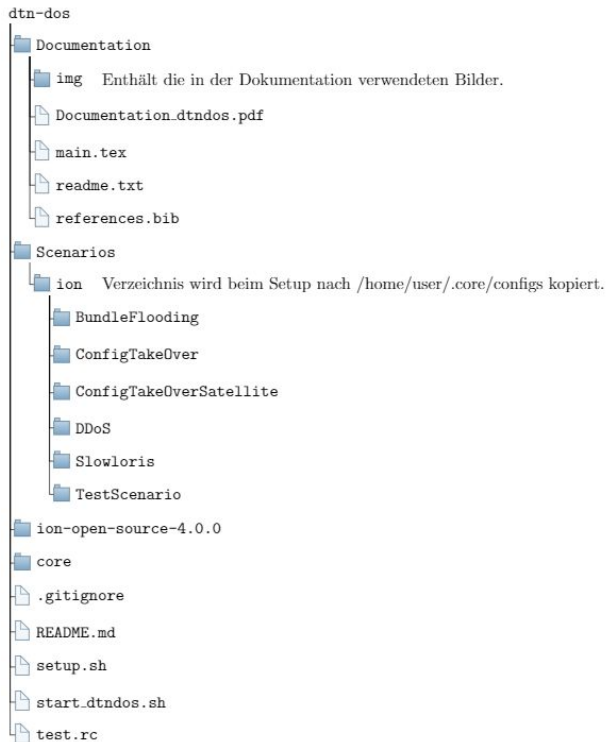 dtn-dos
Documentation
img Enthält die in der Dokumentation verwendeten Bilder.
Documentation_dtndos.pdf
main.tex
readme.txt
references.bib
Scenarios
ion Verzeichnis wird beim Setup nach /home/user/.core/configs kopiert.
BundleFlooding
ConfigTakeOver
ConfigTakeOverSatellite
DDoS
Slowloris
TestScenario
ion-open-source-4.0.0
core
.gitignore
README.md
setup.sh
start_dtndos.sh
test.rc